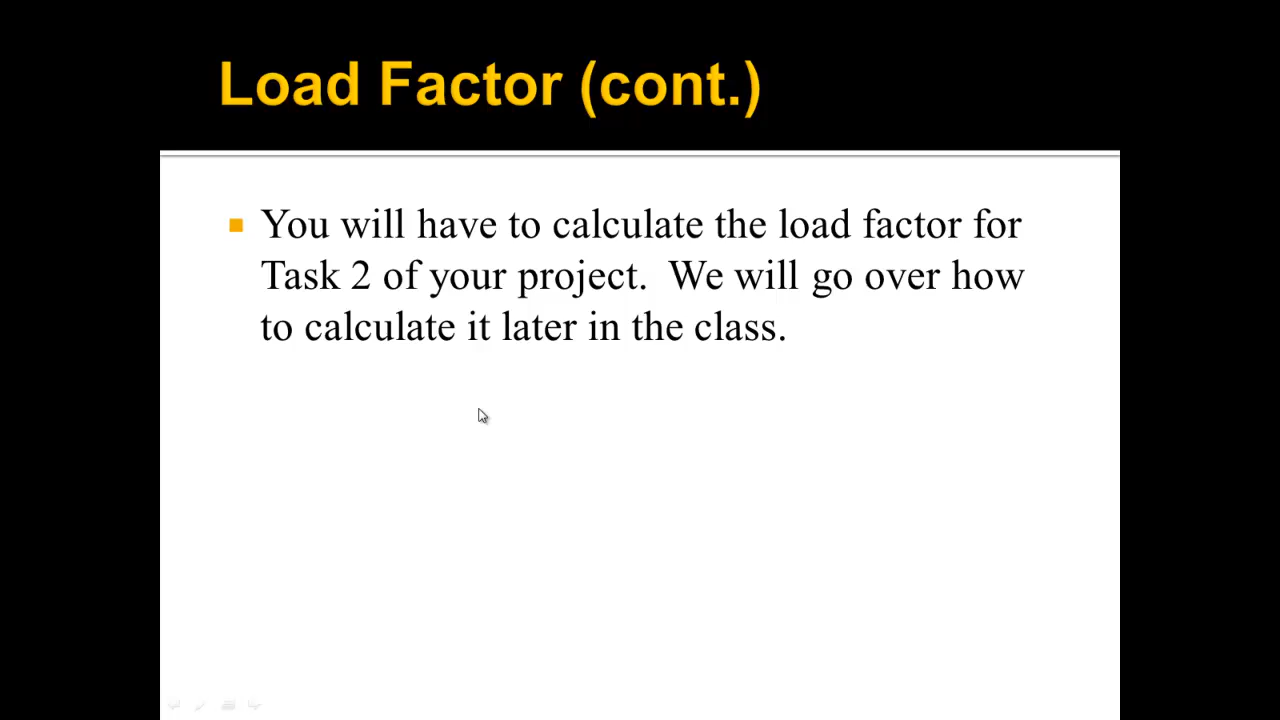 Load Factor (cont.)
You will have to calculate the load factor for
Task 2 of your project.  We will go over how
to calculate it later in the class.